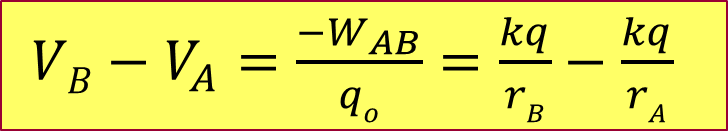 V_B − V_A = −W_AB / q_o = kq / r_B − kq / r_A